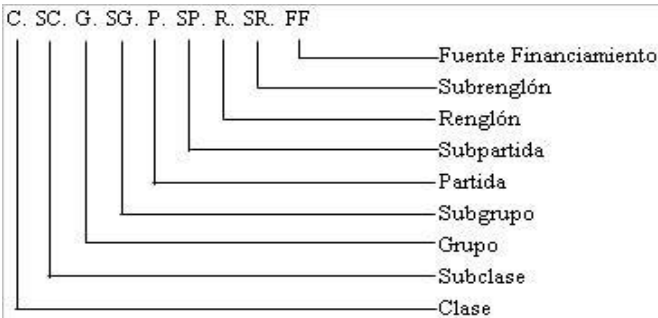 C. SC. G. SG. P. SP. R. SR. FF
Fuente Financiamiento
Subrenglón
Renglón
Subpartida
Partida
Subgrupo
Grupo
Subclase
Clase